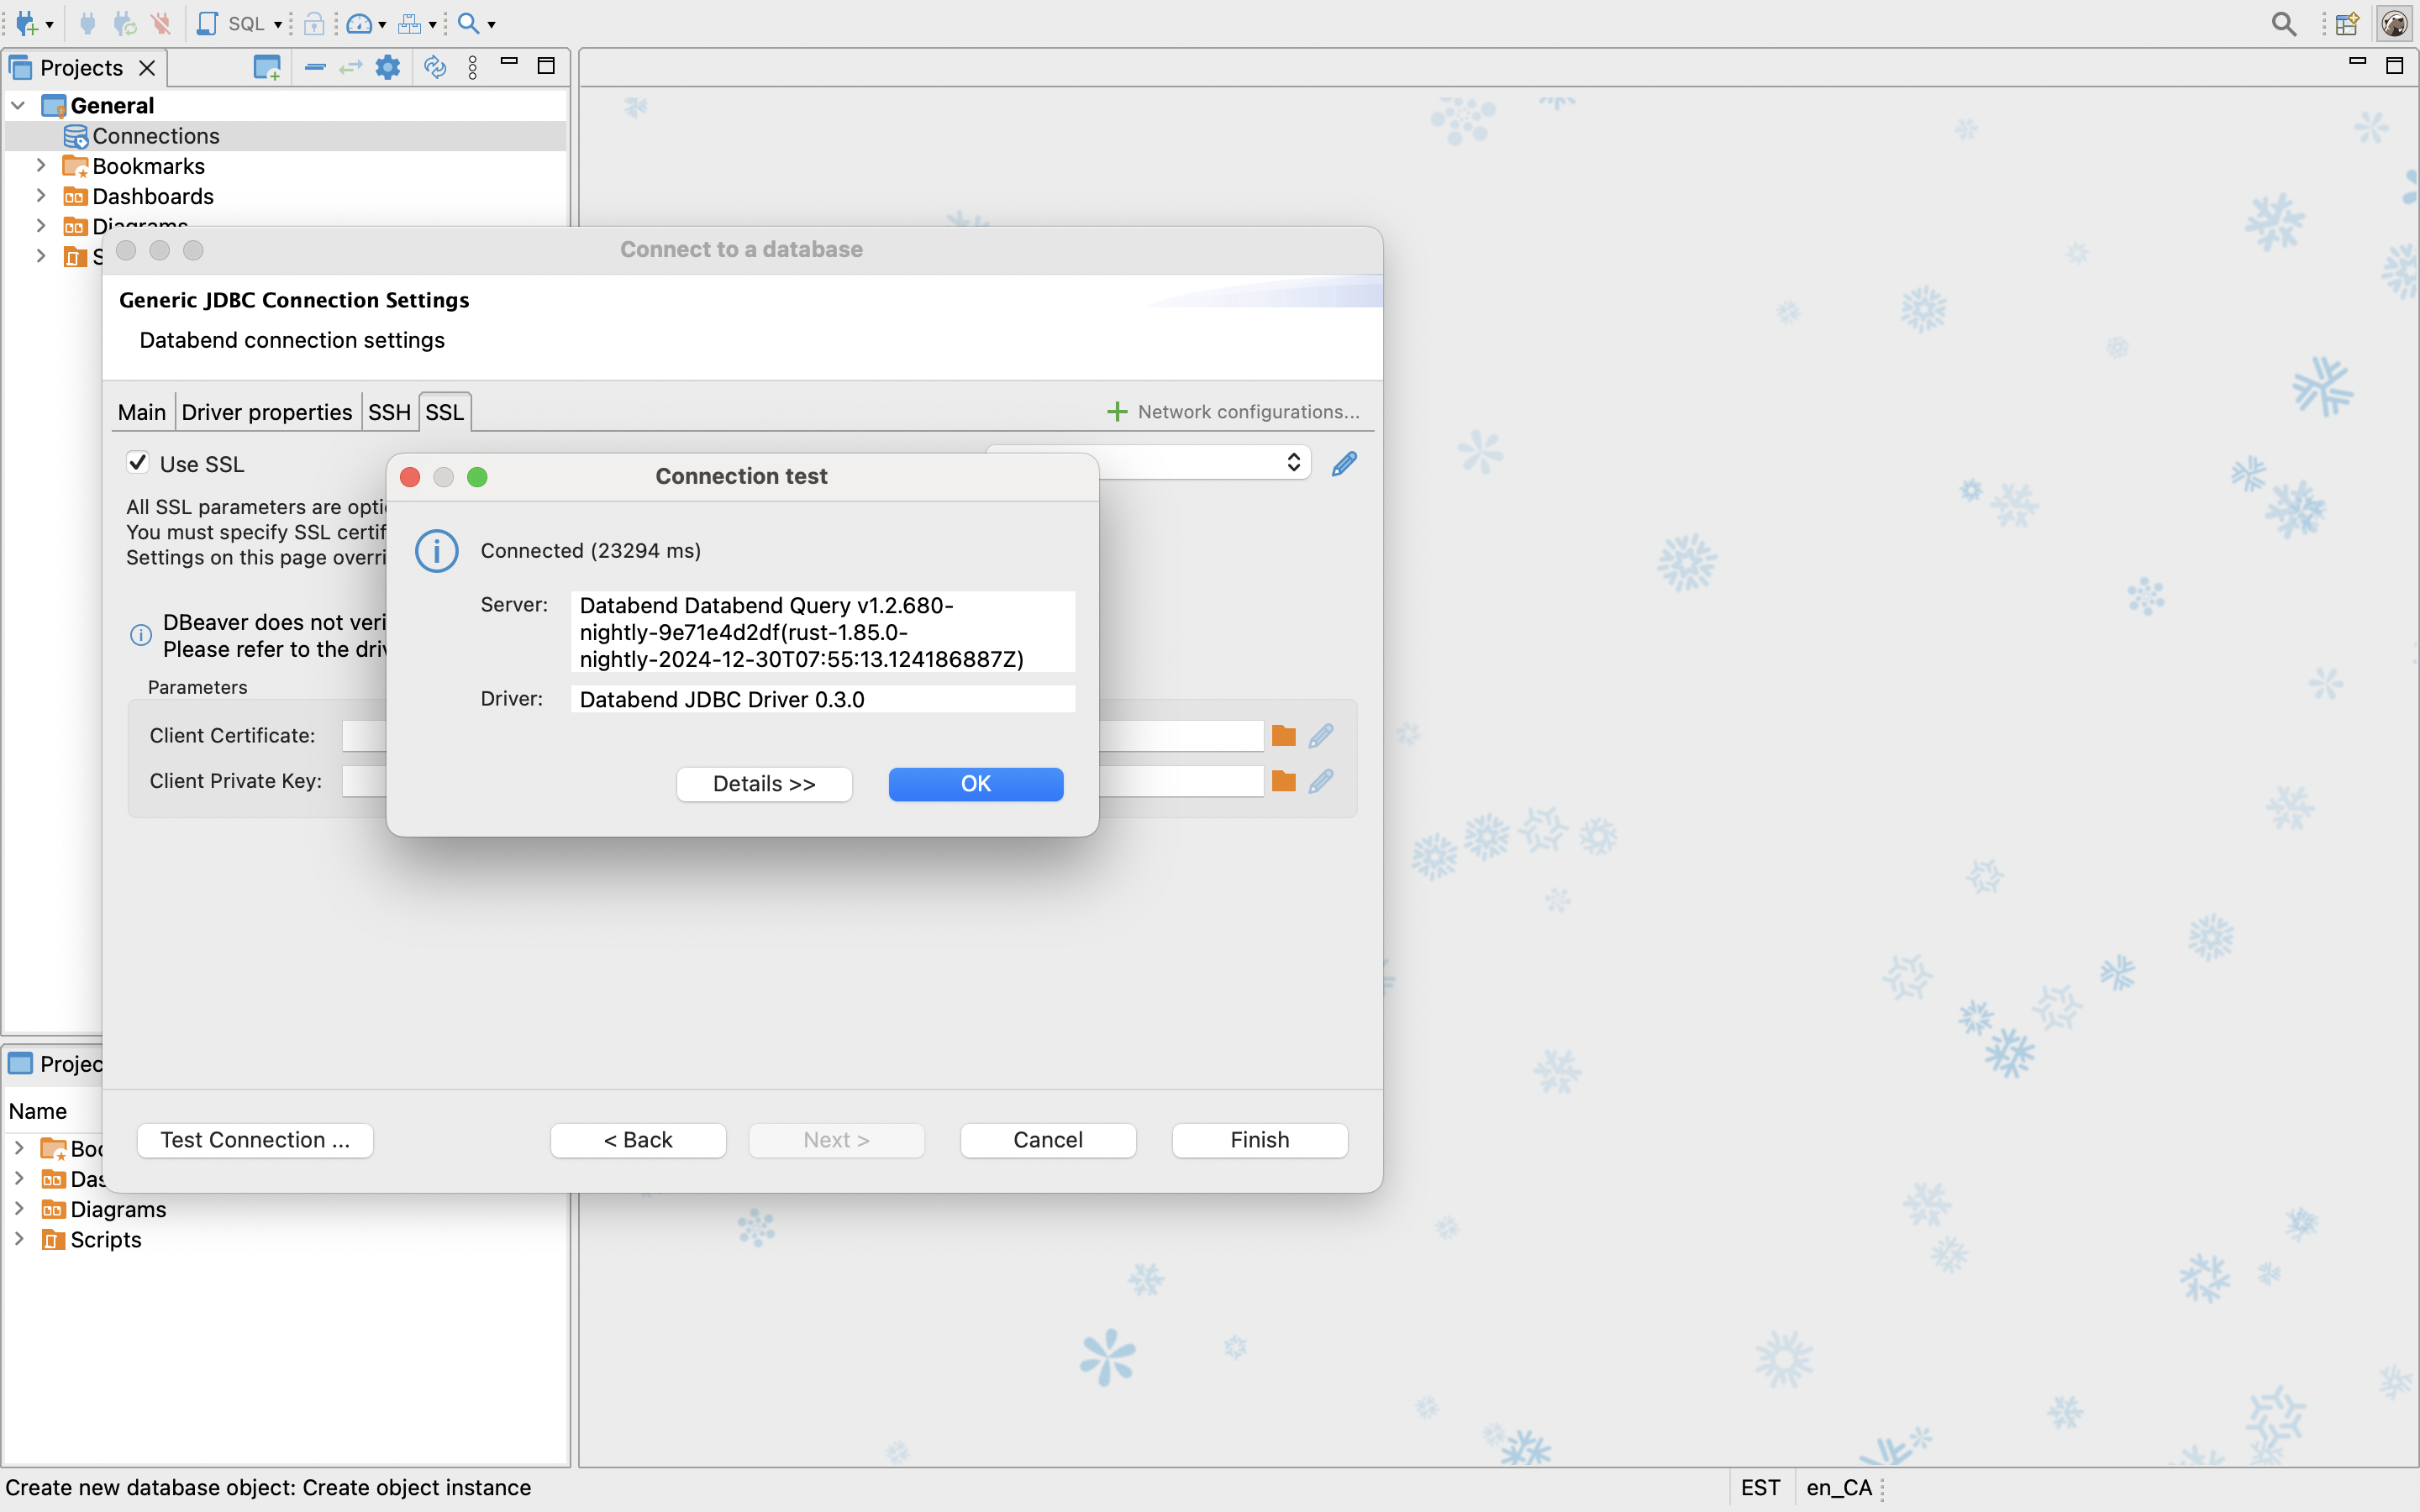 SQL
Projects
General
Connections
Bookmarks
Dashboards
Diagrams
S
Connect to a database
Generic JDBC Connection Settings
Databend connection settings
Main
Driver properties
SSH
SSL
Network configurations...
Use SSL
All SSL parameters are opti
You must specify SSL certif
Settings on this page overri
DBeaver does not veri
Please refer to the driv
Parameters
Client Certificate:
Client Private Key:
Connection test
Connected (23294 ms)
Server:
Databend Databend Query v1.2.680-
nightly-9e71e4d2df(rust-1.85.0-
nightly-2024-12-30T07:55:13.124186887Z)
Driver:
Databend JDBC Driver 0.3.0
Details >>
OK
Test Connection ...
< Back
Next >
Cancel
Finish
Projec
Name
Boo
Das
Diagrams
Scripts
Create new database object: Create object instance
EST
en_CA